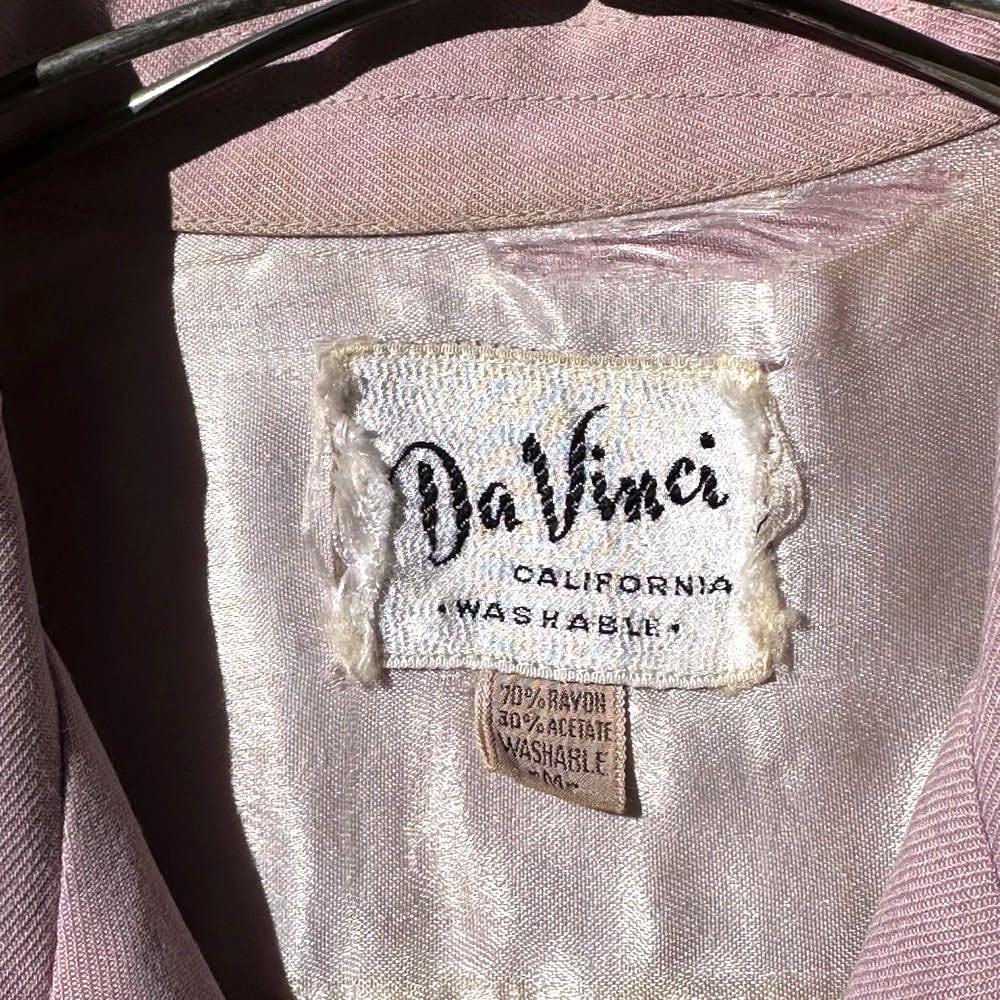 Da Vinci
CALIFORNIA
•WASHABLE•
70% RAYON
30% ACETATE
WASHABLE
-M-